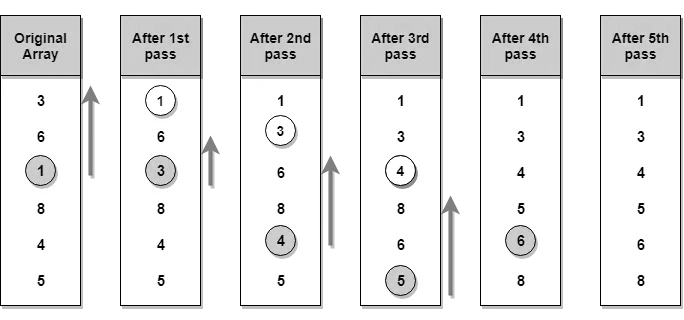 Original Array
After 1st pass
After 2nd pass
After 3rd pass
After 4th pass
After 5th pass
3 1 1 1 1 1
6 6 3 3 3 3
1 3 6 4 4 4
8 8 8 8 5 5
4 4 4 6 6 6
5 5 5 5 8 8